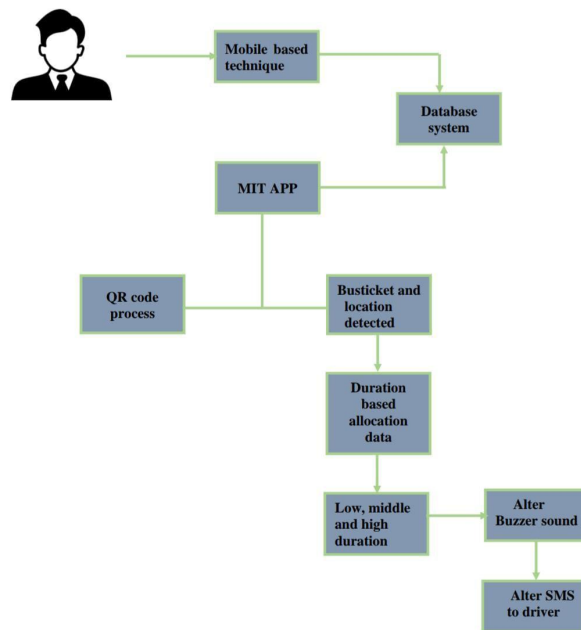 Mobile based
technique
Database
system
MIT APP
QR code
process
Busticket and
location
detected
Duration
based
allocation
data
Low, middle
and high
duration
Alter
Buzzer sound
Alter SMS
to driver